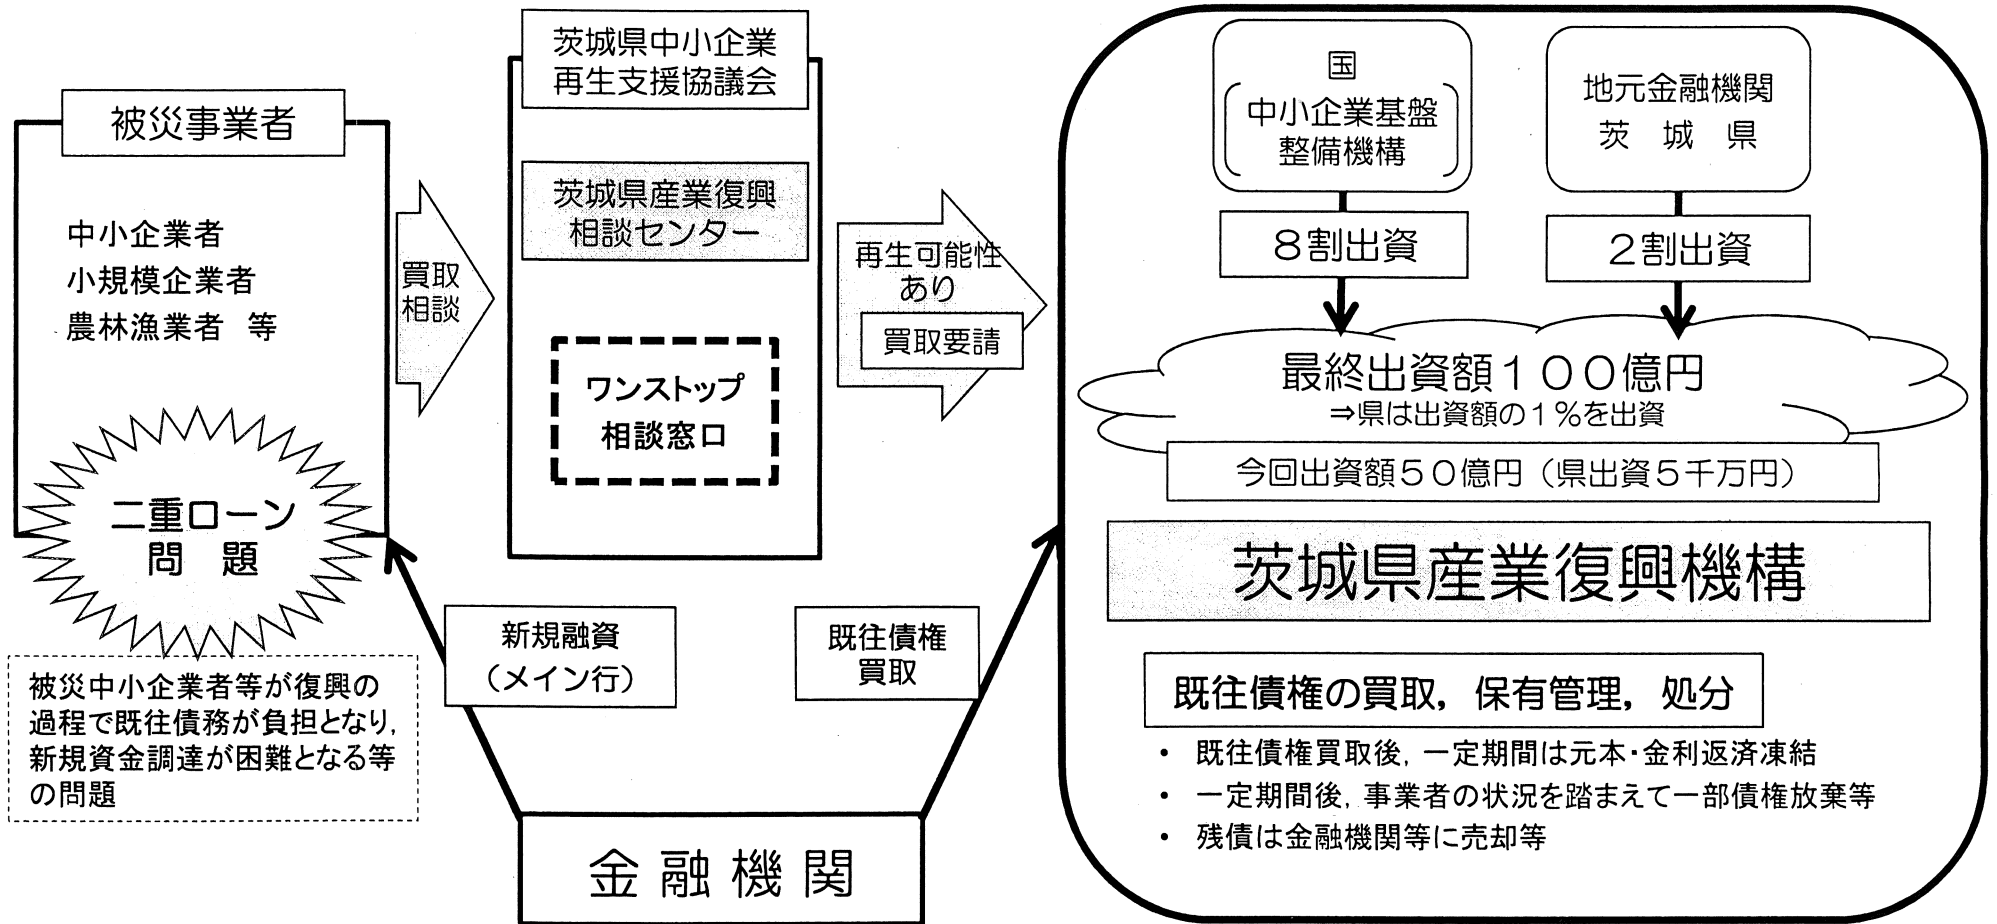 被災事業者
中小企業者
小規模企業者
農林漁業者　等
二重ローン
問　題
被災中小企業者等が復興の
過程で既往債務が負担となり，
新規資金調達が困難となる等
の問題
買取
相談
茨城県中小企業
再生支援協議会
茨城県産業復興
相談センター
ワンストップ
相談窓口
再生可能性
あり
買取要請
新規融資
（メイン行）
既往債権
買取
金 融 機 関
国
中小企業基盤
整備機構
地元金融機関
茨　城　県
８割出資
２割出資
最終出資額１００億円
⇒県は出資額の１％を出資
今回出資額５０億円（県出資５千万円）
茨城県産業復興機構
既往債権の買取，保有管理，処分
・ 既往債権買取後，一定期間は元本・金利返済凍結
・ 一定期間後，事業者の状況を踏まえて一部債権放棄等
・ 残債は金融機関等に売却等